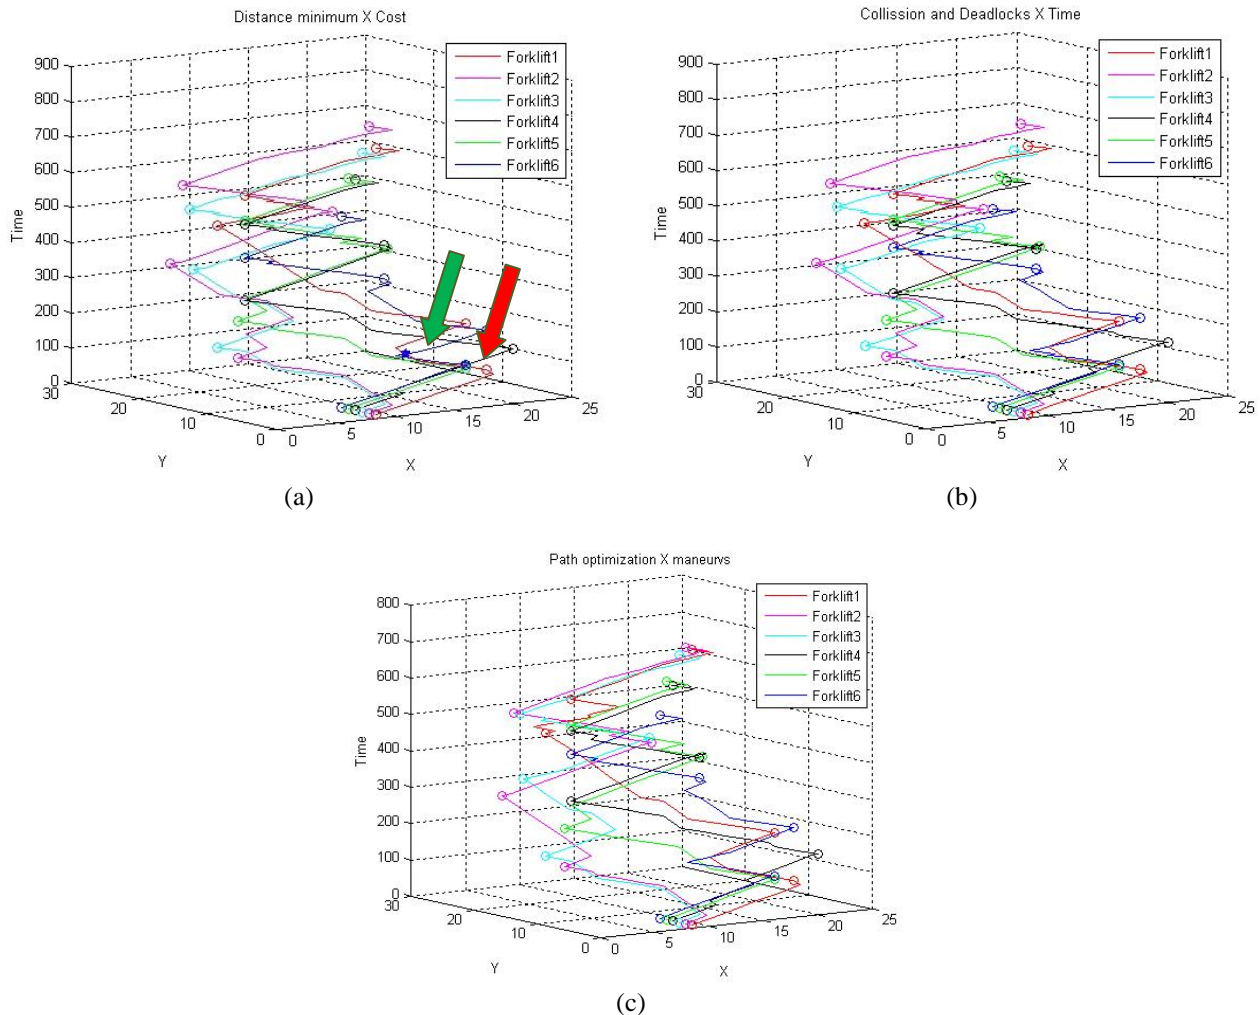 Distance minimum X Cost
Forklift1
Forklift2
Forklift3
Forklift4
Forklift5
Forklift6
900
800
700
600
500
400
300
200
100
0
Time
30
20
10
0
Y
0
5
10
15
20
25
X
(a)
Collission and Deadlocks X Time
Forklift1
Forklift2
Forklift3
Forklift4
Forklift5
Forklift6
900
800
700
600
500
400
300
200
100
0
Time
30
20
10
0
Y
0
5
10
15
20
25
X
(b)
Path optimization X maneurvs
Forklift1
Forklift2
Forklift3
Forklift4
Forklift5
Forklift6
800
700
600
500
400
300
200
100
0
Time
30
20
10
0
Y
0
5
10
15
20
25
X
(c)